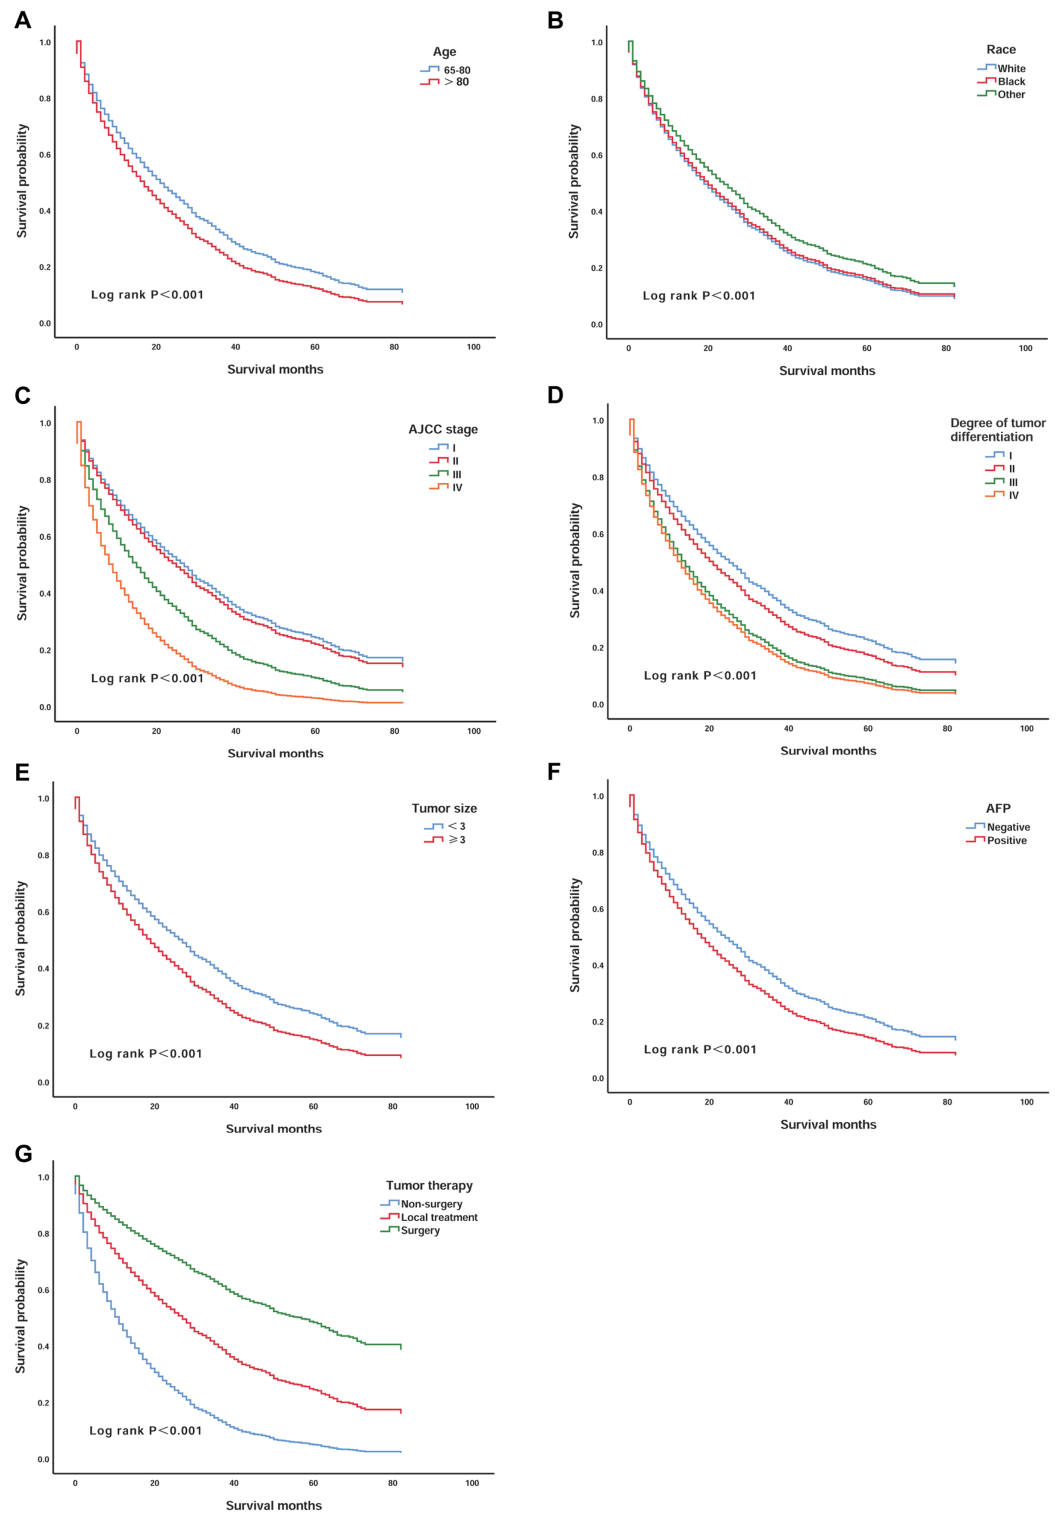 A
Age
65-80
> 80
Survival probability
1.0
0.8
0.6
0.4
0.2
0.0
Log rank P<0.001
0 20 40 60 80 100
Survival months
B
Race
White
Black
Other
Survival probability
1.0
0.8
0.6
0.4
0.2
0.0
Log rank P<0.001
0 20 40 60 80 100
Survival months
C
AJCC stage
I
II
III
IV
Survival probability
1.0
0.8
0.6
0.4
0.2
0.0
Log rank P<0.001
0 20 40 60 80 100
Survival months
D
Degree of tumor
differentiation
I
II
III
IV
Survival probability
1.0
0.8
0.6
0.4
0.2
0.0
Log rank P<0.001
0 20 40 60 80 100
Survival months
E
Tumor size
< 3
≥ 3
Survival probability
1.0
0.8
0.6
0.4
0.2
0.0
Log rank P<0.001
0 20 40 60 80 100
Survival months
F
AFP
Negative
Positive
Survival probability
1.0
0.8
0.6
0.4
0.2
0.0
Log rank P<0.001
0 20 40 60 80 100
Survival months
G
Tumor therapy
Non-surgery
Local treatment
Surgery
Survival probability
1.0
0.8
0.6
0.4
0.2
0.0
Log rank P<0.001
0 20 40 60 80 100
Survival months